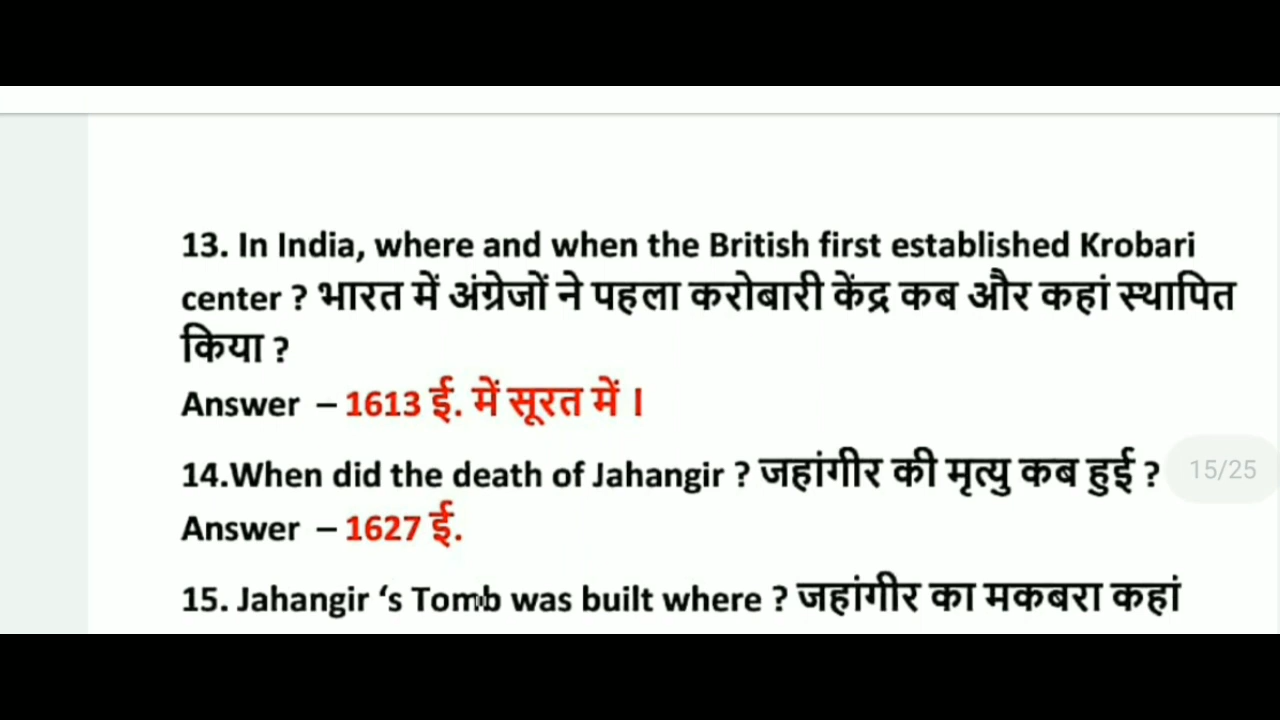 13. In India, where and when the British first established Krobari
center ? भारत में अंग्रेजों ने पहला करोबारी केंद्र कब और कहां स्थापित
किया ?
Answer – 1613 ई. में सूरत में ।
14.When did the death of Jahangir ? जहांगीर की मृत्यु कब हुई ?
15/25
Answer – 1627 ई.
15. Jahangir ‘s Tomb was built where ? जहांगीर का मकबरा कहां